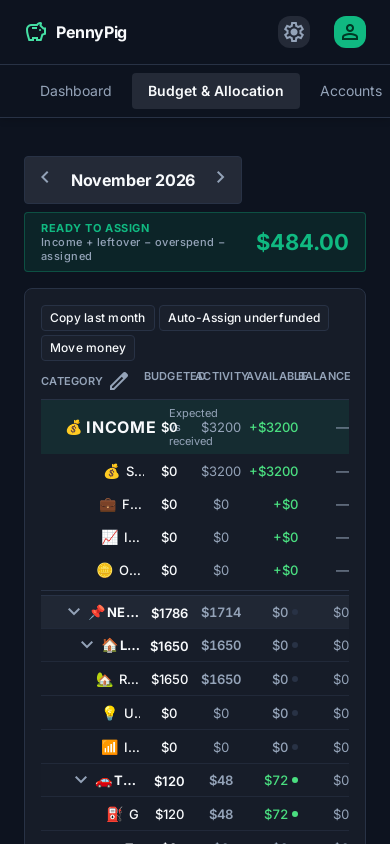 PennyPig
Dashboard Budget & Allocation Accounts
November 2026
READY TO ASSIGN
Income + leftover − overspend −
assigned
$484.00
Copy last month Auto-Assign underfunded
Move money
CATEGORY BUDGETED ACTIVITY AVAILABLE BALANCE
💰 INCOME $0 Expected vs received $3200 +$3200 —
💰 S... $0 $3200 +$3200 —
💼 F... $0 $0 +$0 —
📈 I... $0 $0 +$0 —
🪙 O... $0 $0 +$0 —
📌 NE... $1786 $1714 $0 $0
🏠 L... $1650 $1650 $0 $0
🏡 R... $1650 $1650 $0 $0
💡 U... $0 $0 $0 $0
📶 I... $0 $0 $0 $0
🚗 T... $120 $48 $72 $0
⛽ G $120 $48 $72 $0